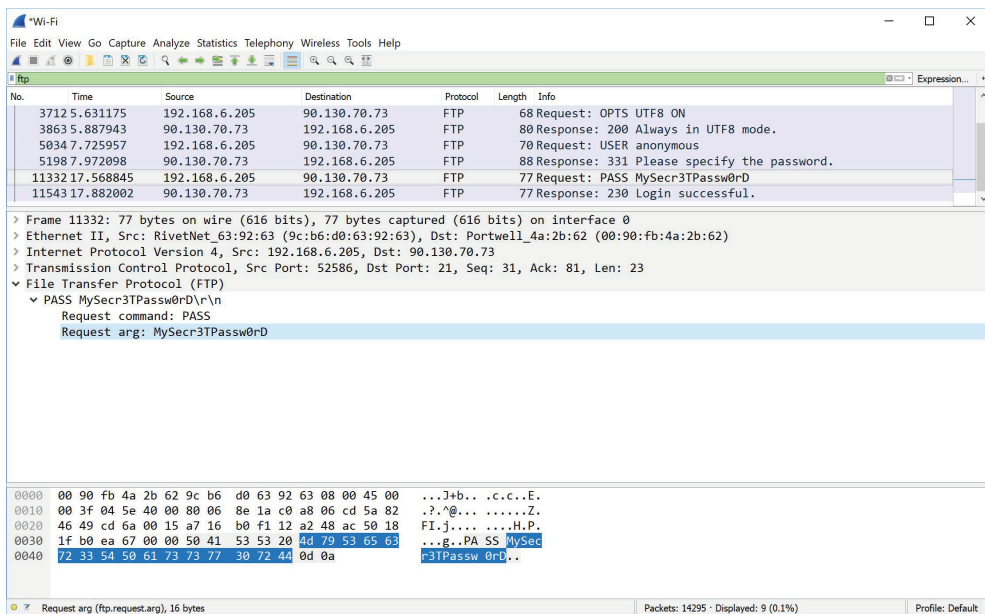 *Wi-Fi
File Edit View Go Capture Analyze Statistics Telephony Wireless Tools Help
ftp Expression... +
No. Time Source Destination Protocol Length Info
3712 5.631175 192.168.6.205 90.130.70.73 FTP 68 Request: OPTS UTF8 ON
3863 5.887943 90.130.70.73 192.168.6.205 FTP 80 Response: 200 Always in UTF8 mode.
5034 7.725957 192.168.6.205 90.130.70.73 FTP 70 Request: USER anonymous
5198 7.972098 90.130.70.73 192.168.6.205 FTP 88 Response: 331 Please specify the password.
11332 17.568845 192.168.6.205 90.130.70.73 FTP 77 Request: PASS MySecr3TPassw0rD
11543 17.882002 90.130.70.73 192.168.6.205 FTP 77 Response: 230 Login successful.
Frame 11332: 77 bytes on wire (616 bits), 77 bytes captured (616 bits) on interface 0
Ethernet II, Src: RivetNet_63:92:63 (9c:b6:d0:63:92:63), Dst: Portwell_4a:2b:62 (00:90:fb:4a:2b:62)
Internet Protocol Version 4, Src: 192.168.6.205, Dst: 90.130.70.73
Transmission Control Protocol, Src Port: 52586, Dst Port: 21, Seq: 31, Ack: 81, Len: 23
File Transfer Protocol (FTP)
PASS MySecr3TPassw0rD\r\n
Request command: PASS
Request arg: MySecr3TPassw0rD
0000 00 90 fb 4a 2b 62 9c b6 d0 63 92 63 08 00 45 00 ...J+b.. .c.c..E.
0010 00 3f 04 5e 40 00 80 06 8e 1a c0 a8 06 cd 5a 82 .?.^@... ......Z.
0020 46 49 cd 6a 00 15 a7 16 b0 f1 12 a2 48 ac 50 18 FI.j.... ....H.P.
0030 1f b0 ea 67 00 00 50 41 53 53 20 4d 79 53 65 63 ...g..PA SS MySec
0040 72 33 54 50 61 73 73 77 30 72 44 0d 0a r3TPassw 0rD..
Request arg (ftp.request.arg), 16 bytes Packets: 14295 · Displayed: 9 (0.1%) Profile: Default